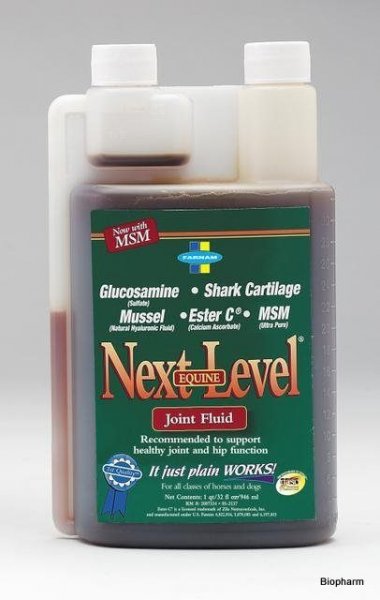 Now with
MSM
FARNAM
Glucosamine • Shark Cartilage
(Sulfate)
Mussel • Ester C® • MSM
(Natural Hyaluronic Fluid) (Calcium Ascorbate) (Ultra Pure)
Next Level®
EQUINE
Joint Fluid
Recommended to support
healthy joint and hip function
It just plain WORKS!
For all classes of horses and dogs
Net Contents: 1 qt/32 fl oz/946 ml
Biopharm